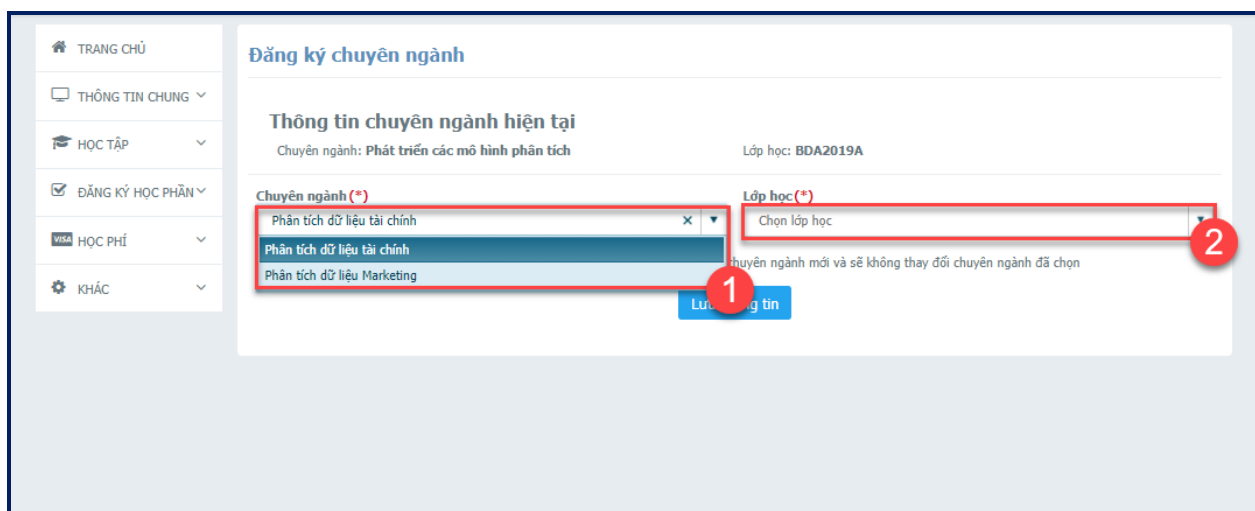 TRANG CHỦ
THÔNG TIN CHUNG
HỌC TẬP
ĐĂNG KÝ HỌC PHẦN
VISA HỌC PHÍ
KHÁC
Đăng ký chuyên ngành
Thông tin chuyên ngành hiện tại
Chuyên ngành: Phát triển các mô hình phân tích
Lớp học: BDA2019A
Chuyên ngành (*)
Lớp học (*)
Phân tích dữ liệu tài chính
Chọn lớp học
2
Phân tích dữ liệu tài chính
Phân tích dữ liệu Marketing
chuyên ngành mới và sẽ không thay đổi chuyên ngành đã chọn
1
tin